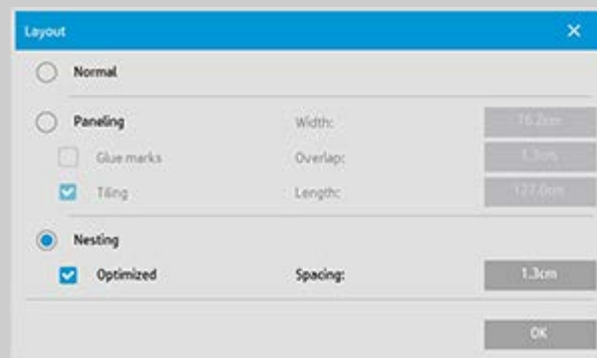 Layout
Normal
Paneling Width: 76.2cm
Glue marks Overlap: 1.3cm
Tiling Length: 127.0cm
Nesting
Optimized Spacing: 1.3cm
OK